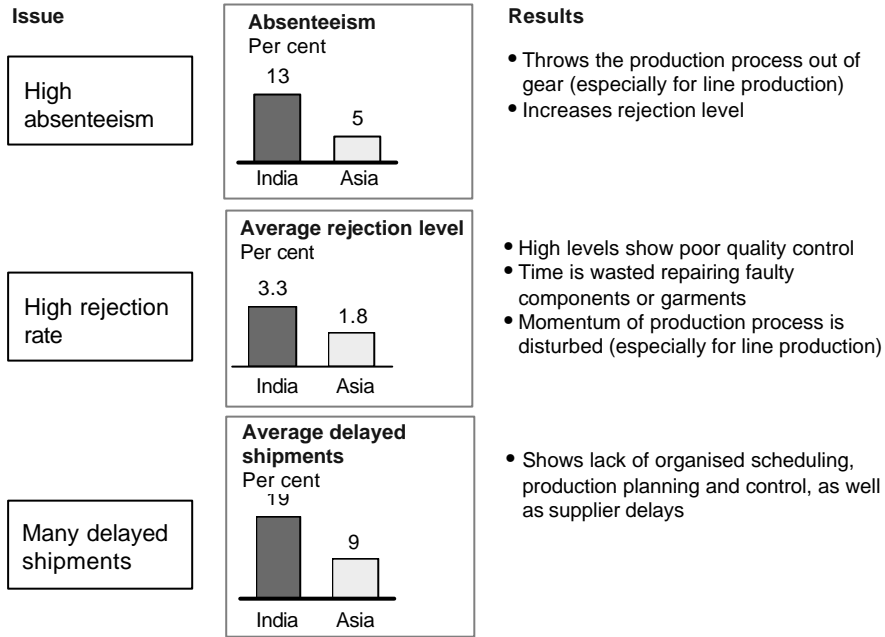 Issue
Absenteeism
Per cent
Results
High
absenteeism
13
5
India Asia
• Throws the production process out of
gear (especially for line production)
• Increases rejection level
High rejection
rate
Average rejection level
Per cent
3.3
1.8
India Asia
• High levels show poor quality control
• Time is wasted repairing faulty
components or garments
• Momentum of production process is
disturbed (especially for line production)
Many delayed
shipments
Average delayed
shipments
Per cent
19
9
India Asia
• Shows lack of organised scheduling,
production planning and control, as well
as supplier delays